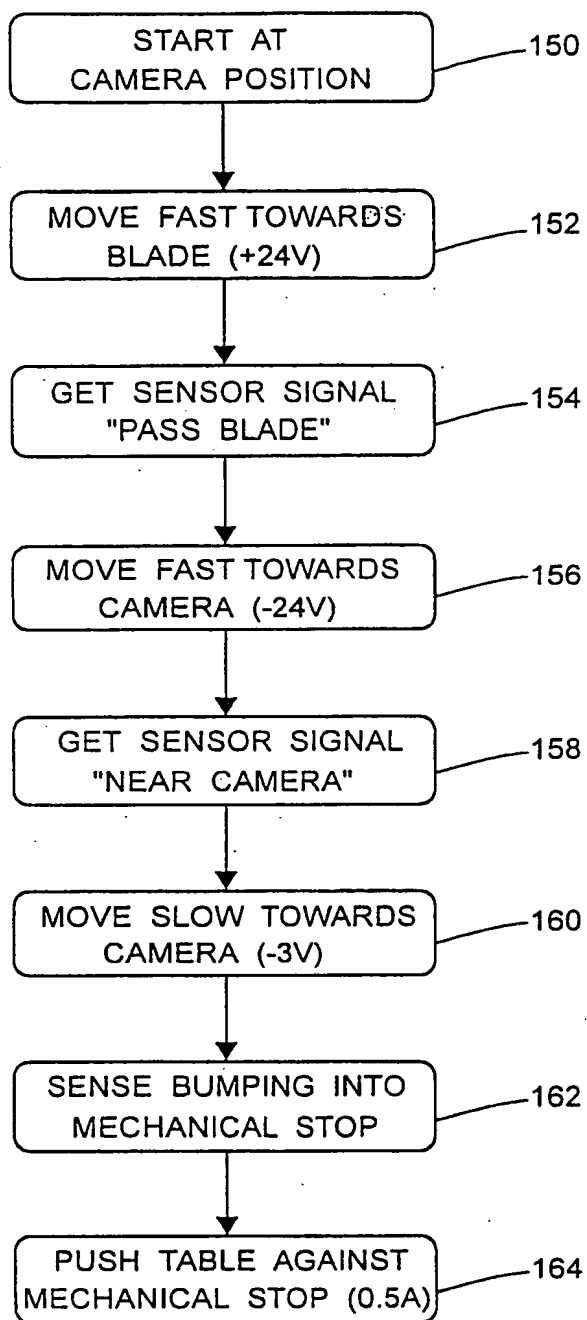 START AT
CAMERA POSITION
150
MOVE FAST TOWARDS
BLADE (+24V)
152
GET SENSOR SIGNAL
"PASS BLADE"
154
MOVE FAST TOWARDS
CAMERA (-24V)
156
GET SENSOR SIGNAL
"NEAR CAMERA"
158
MOVE SLOW TOWARDS
CAMERA (-3V)
160
SENSE BUMPING INTO
MECHANICAL STOP
162
PUSH TABLE AGAINST
MECHANICAL STOP (0.5A)
164